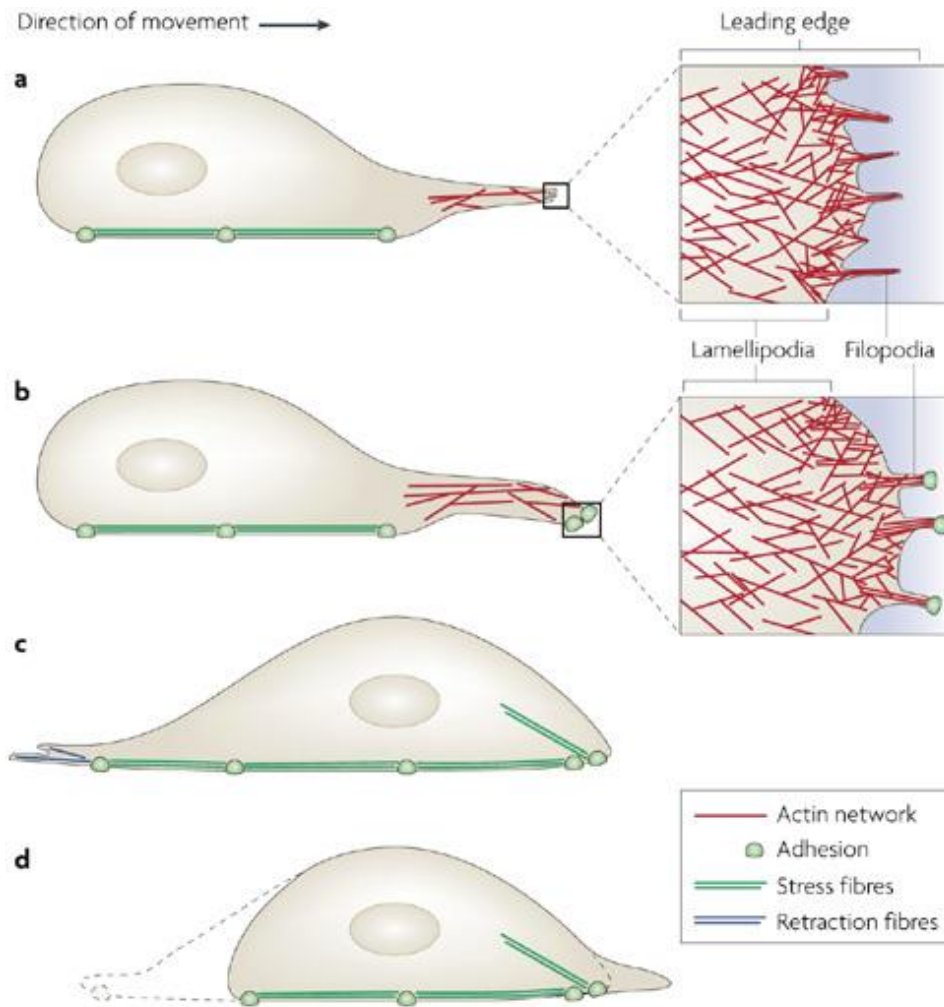 Direction of movement
Leading edge
a
Lamellipodia
Filopodia
b
c
Actin network
Adhesion
d
Stress fibres
Retraction fibres